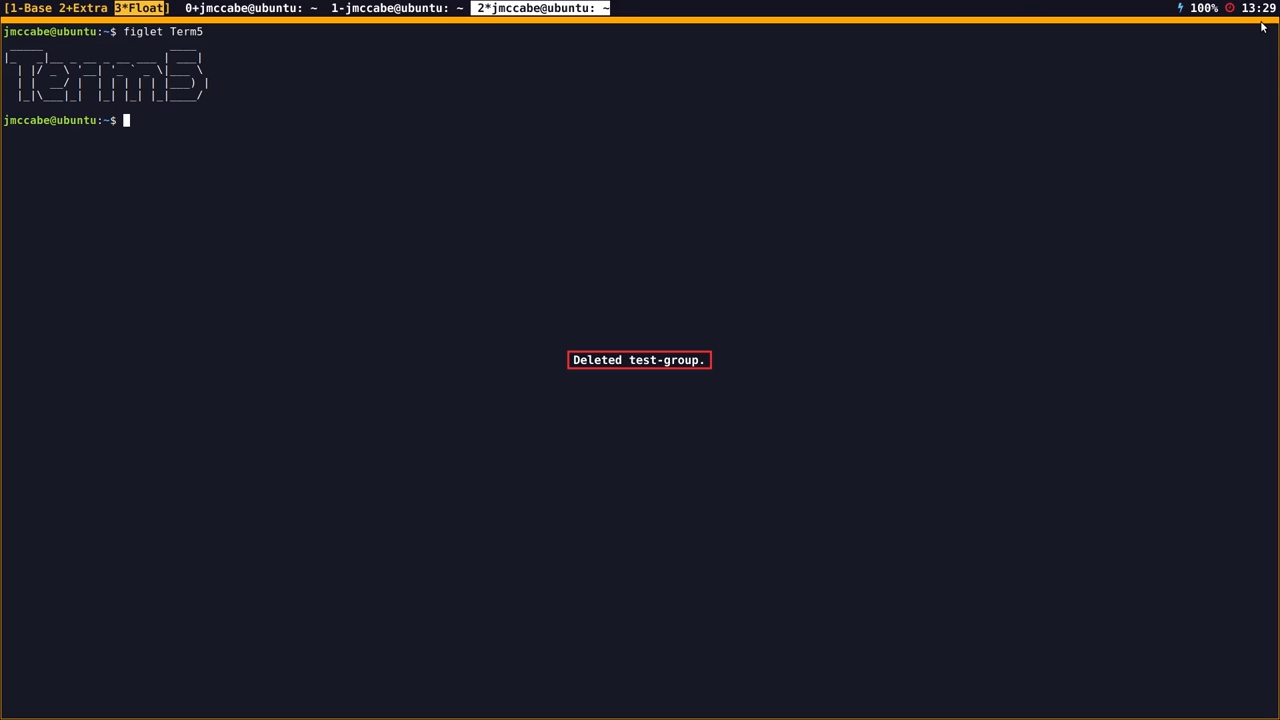 [1-Base 2+Extra 3*Float] 0+jmccabe@ubuntu: ~ 1-jmccabe@ubuntu: ~ 2*jmccabe@ubuntu: ~ 100% 13:29
jmccabe@ubuntu:~$ figlet Term5
Term5
jmccabe@ubuntu:~$
Deleted test-group.